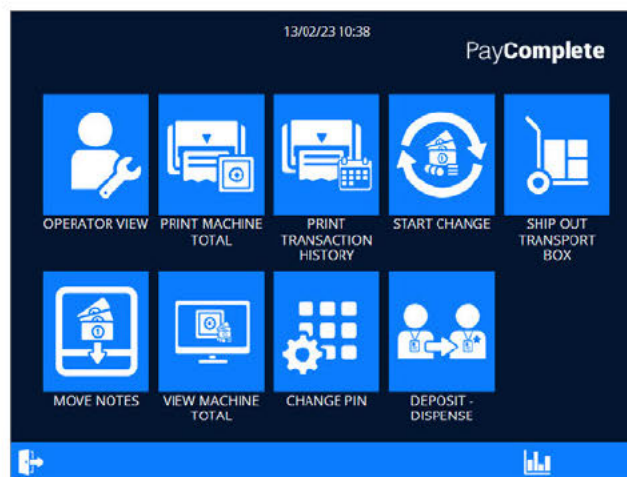 13/02/23 10:38
PayComplete
OPERATOR VIEW
PRINT MACHINE
TOTAL
PRINT
TRANSACTION
HISTORY
START CHANGE
SHIP OUT
TRANSPORT
BOX
MOVE NOTES
VIEW MACHINE
TOTAL
CHANGE PIN
DEPOSIT -
DISPENSE